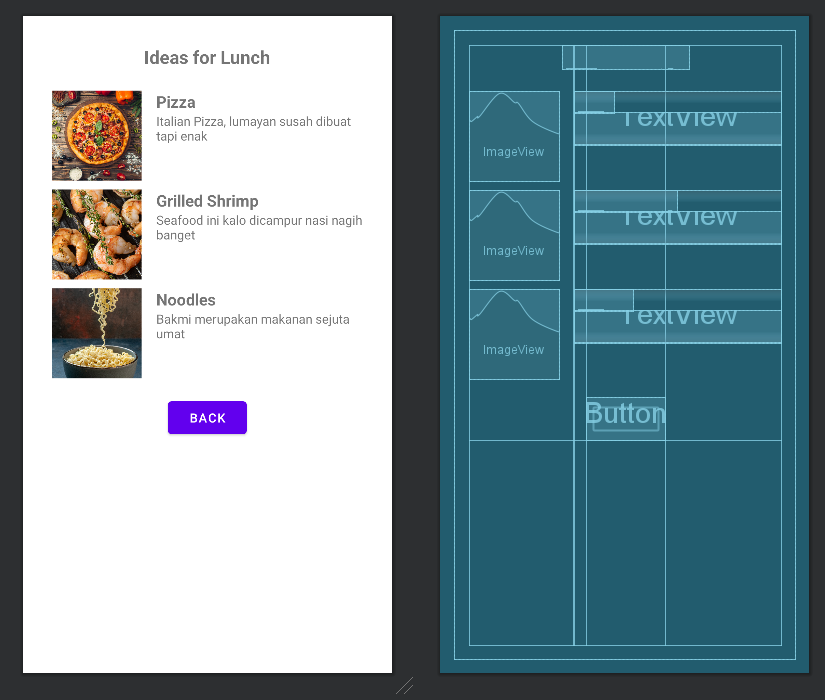 Ideas for Lunch
Pizza
Italian Pizza, lumayan susah dibuat
tapi enak
Grilled Shrimp
Seafood ini kalo dicampur nasi nagih
banget
Noodles
Bakmi merupakan makanan sejuta
umat
BACK
TextView
ImageView
TextView
ImageView
TextView
ImageView
Button